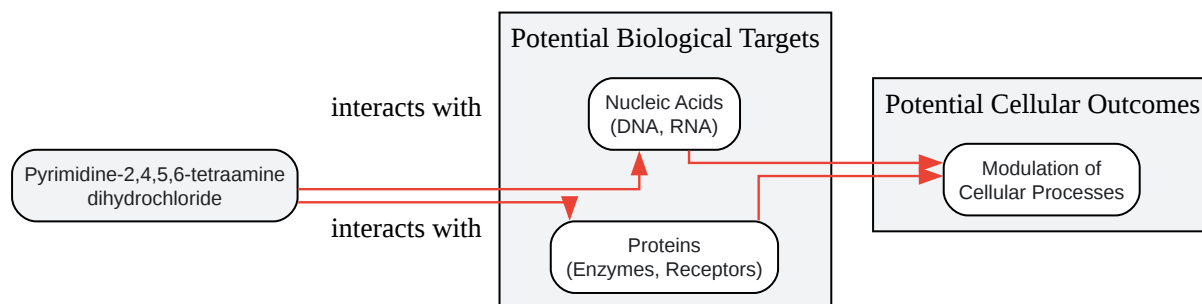 Potential Biological Targets
Nucleic Acids
(DNA, RNA)
interacts with
Potential Cellular Outcomes
Pyrimidine-2,4,5,6-tetraamine
dihydrochloride
Modulation of
Cellular Processes
interacts with
Proteins
(Enzymes, Receptors)